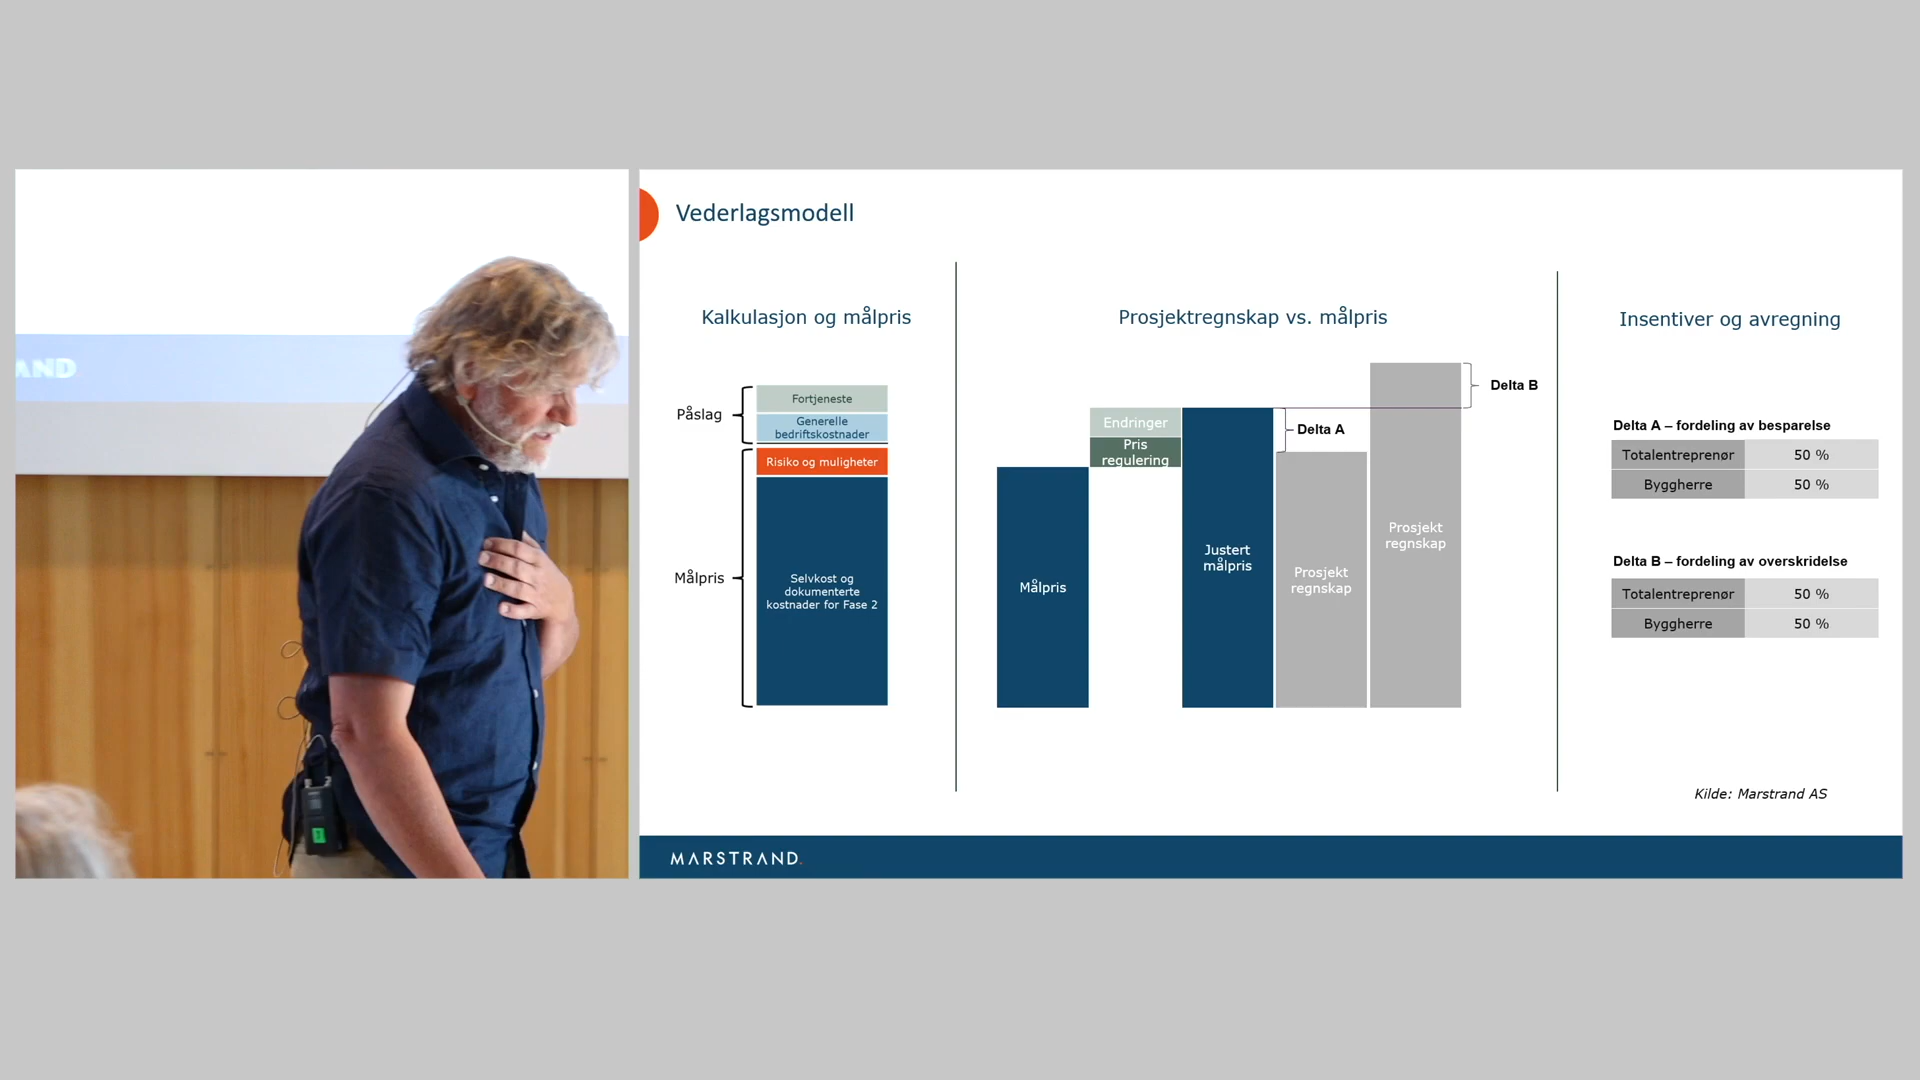 AND
Vederlagsmodell
Kalkulasjon og målpris
Påslag
Fortjeneste
Generelle
bedriftskostnader
Risiko og muligheter
Målpris
Selvkost og
dokumenterte
kostnader for Fase 2
Prosjektregnskap vs. målpris
Målpris
Endringer
Pris
regulering
Justert
målpris
Delta A
Prosjekt
regnskap
Prosjekt
regnskap
Delta B
Insentiver og avregning
Delta A – fordeling av besparelse
Totalentreprenør 50 %
Byggherre 50 %
Delta B – fordeling av overskridelse
Totalentreprenør 50 %
Byggherre 50 %
Kilde: Marstrand AS
MARSTRAND.